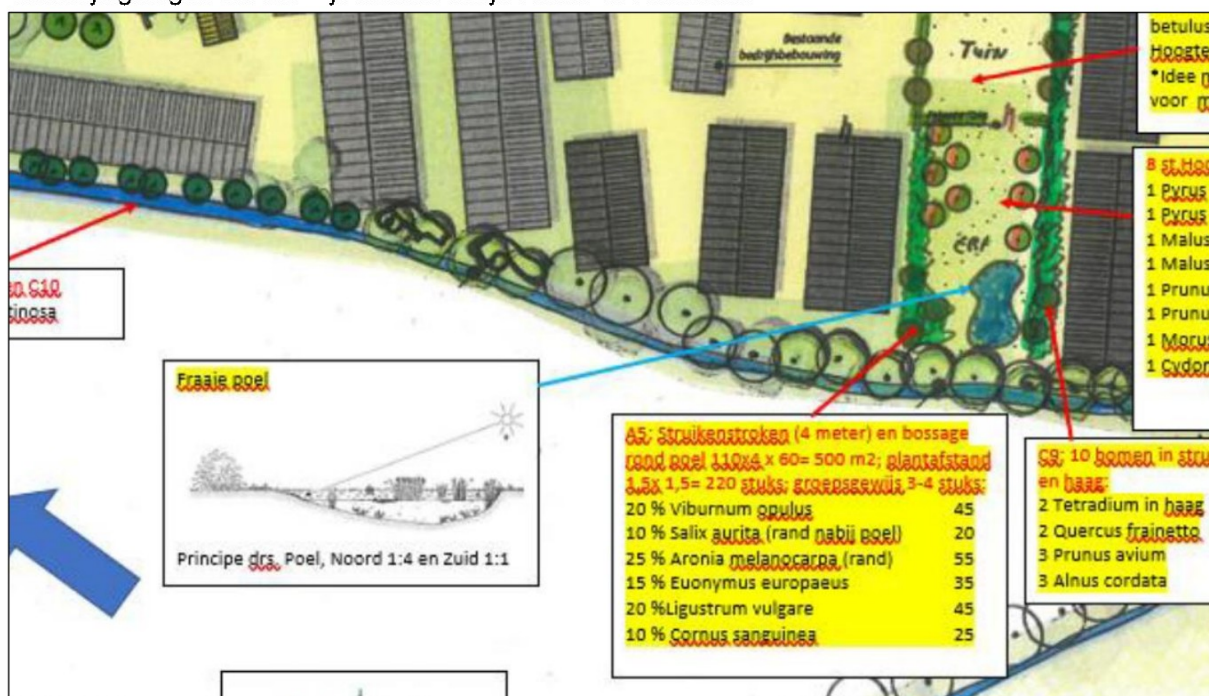 Bestaande
bedrijfsbebouwing
Tuin
h
h
ERF
betulus
Hoogte
*Idee
voor
8 st
1 Pyrus
1 Pyrus
1 Malus
1 Malus
1 Prunu
1 Prunu
1 Morus
1 Cydon
C10
tinosa
Fraaie poel
Principe drs. Poel, Noord 1:4 en Zuid 1:1
A5: Struikenstroken (4 meter) en bossage
rond poel 110x4 x 60= 500 m2; plantafstand
1,5x 1,5= 220 stuks; groepsgewijs 3-4 stuks:
20 % Viburnum opulus 45
10 % Salix aurita (rand nabij poel) 20
25 % Aronia melanocarpa (rand) 55
15 % Euonymus europaeus 35
20 %Ligustrum vulgare 45
10 % Cornus sanguinea 25
C9: 10 bomen in stru
en haag:
2 Tetradium in haag
2 Quercus frainetto
3 Prunus avium
3 Alnus cordata